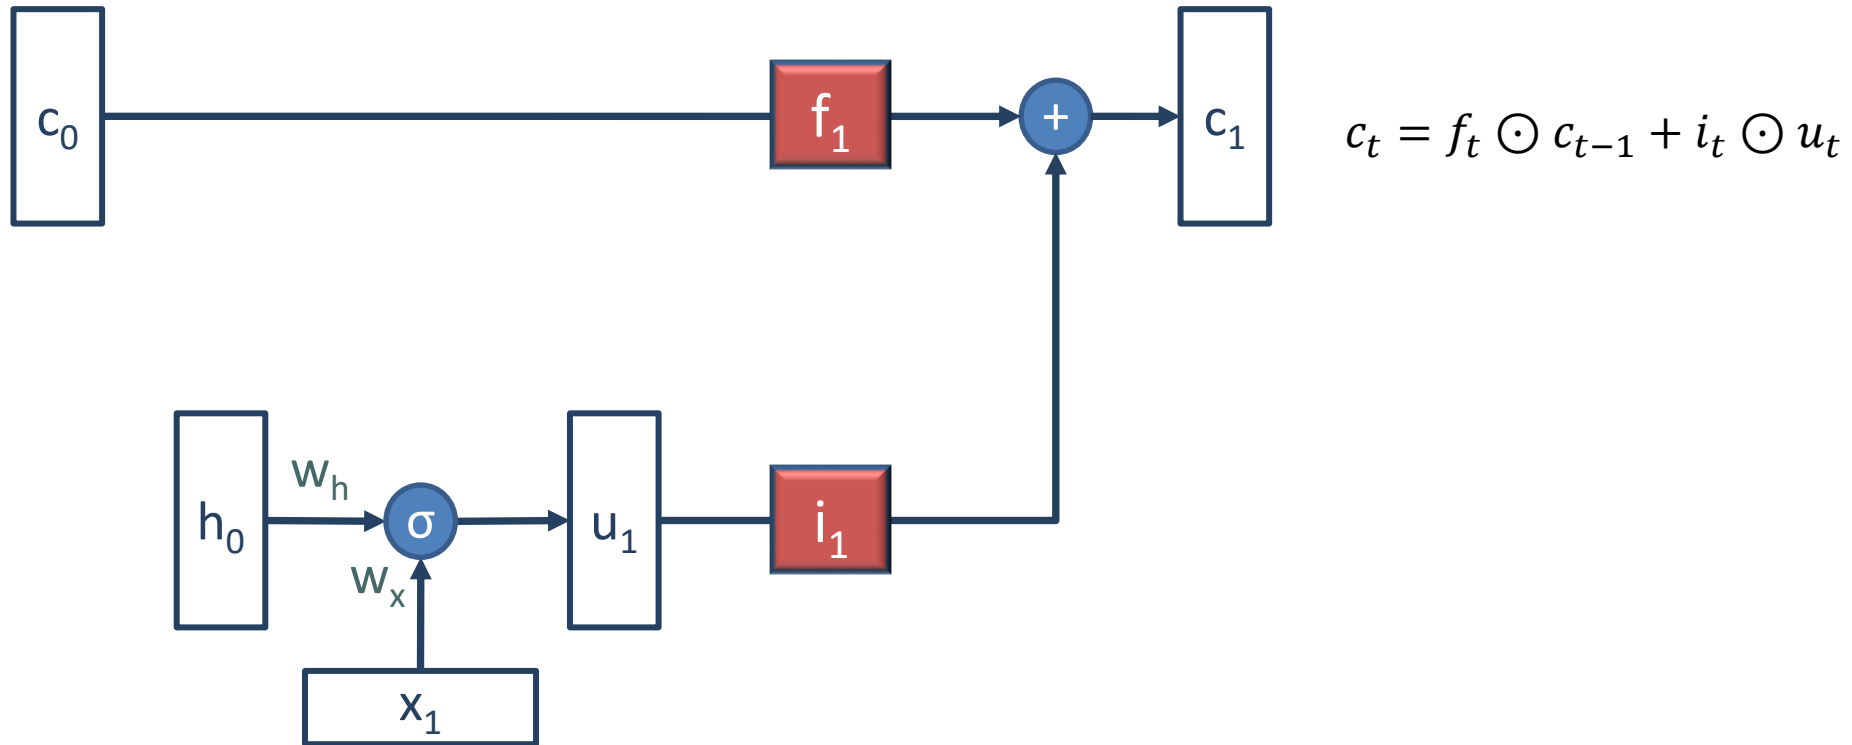 c₀
f₁
+
c₁
cₜ = fₜ ⊙ cₜ₋₁ + iₜ ⊙ uₜ
wₕ
h₀
σ
u₁
i₁
wₓ
x₁